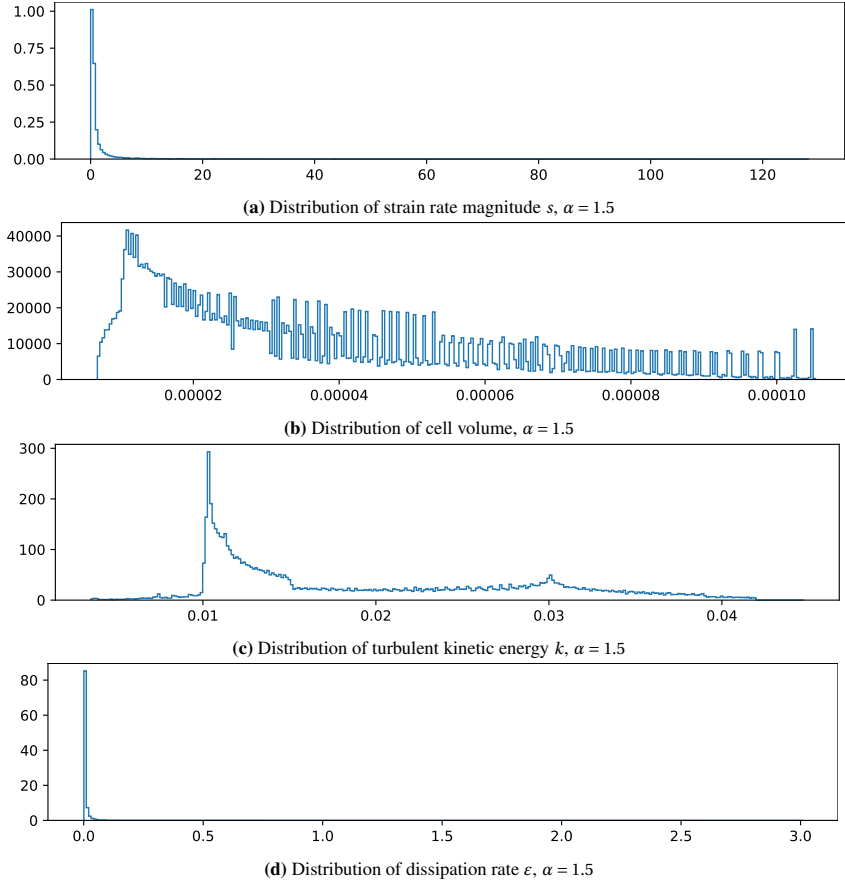 1.00
0.75
0.50
0.25
0.00
0 20 40 60 80 100 120
(a) Distribution of strain rate magnitude s, α = 1.5
40000
30000
20000
10000
0
0.00002 0.00004 0.00006 0.00008 0.00010
(b) Distribution of cell volume, α = 1.5
300
200
100
0
0.01 0.02 0.03 0.04
(c) Distribution of turbulent kinetic energy k, α = 1.5
80
60
40
20
0
0.0 0.5 1.0 1.5 2.0 2.5 3.0
(d) Distribution of dissipation rate ε, α = 1.5